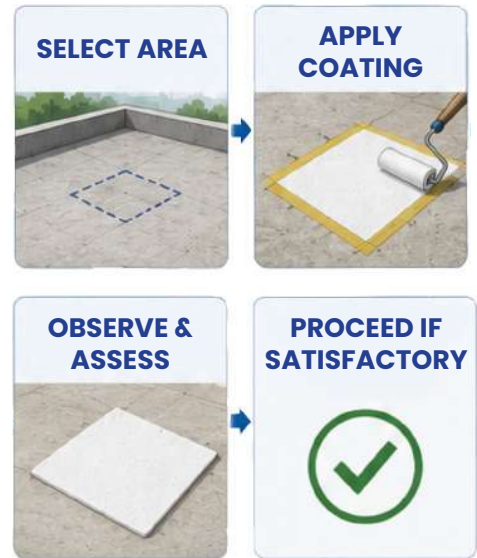 SELECT AREA
APPLY
COATING
OBSERVE &
ASSESS
PROCEED IF
SATISFACTORY